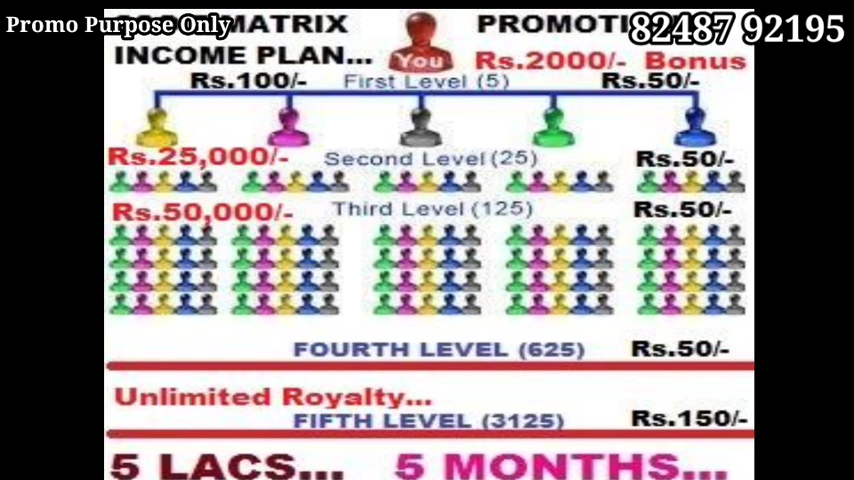 Promo Purpose Only
MATRIX
INCOME PLAN...
You
82487 92195
Rs.2000/- Bonus
Rs.100/-
First Level (5)
Rs.50/-
Rs.25,000/-
Second Level (25)
Rs.50/-
Rs.50,000/-
Third Level (125)
Rs.50/-
FOURTH LEVEL (625)
Rs.50/-
Unlimited Royalty...
FIFTH LEVEL (3125)
Rs.150/-
5 LACS...
5 MONTHS...